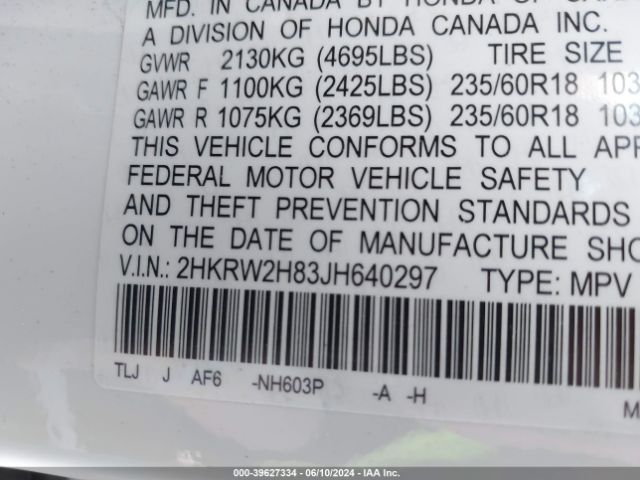 MFD. IN CANADA BY HONDA OF
A DIVISION OF HONDA CANADA INC.
GVWR 2130KG (4695LBS) TIRE SIZE
GAWR F 1100KG (2425LBS) 235/60R18 103
GAWR R 1075KG (2369LBS) 235/60R18 103
THIS VEHICLE CONFORMS TO ALL APP
FEDERAL MOTOR VEHICLE SAFETY
AND THEFT PREVENTION STANDARDS
ON THE DATE OF MANUFACTURE SHO
V.I.N.: 2HKRW2H83JH640297 TYPE: MPV
TLJ J AF6 -NH603P -A -H
000-39627334 - 06/10/2024 - IAA Inc.